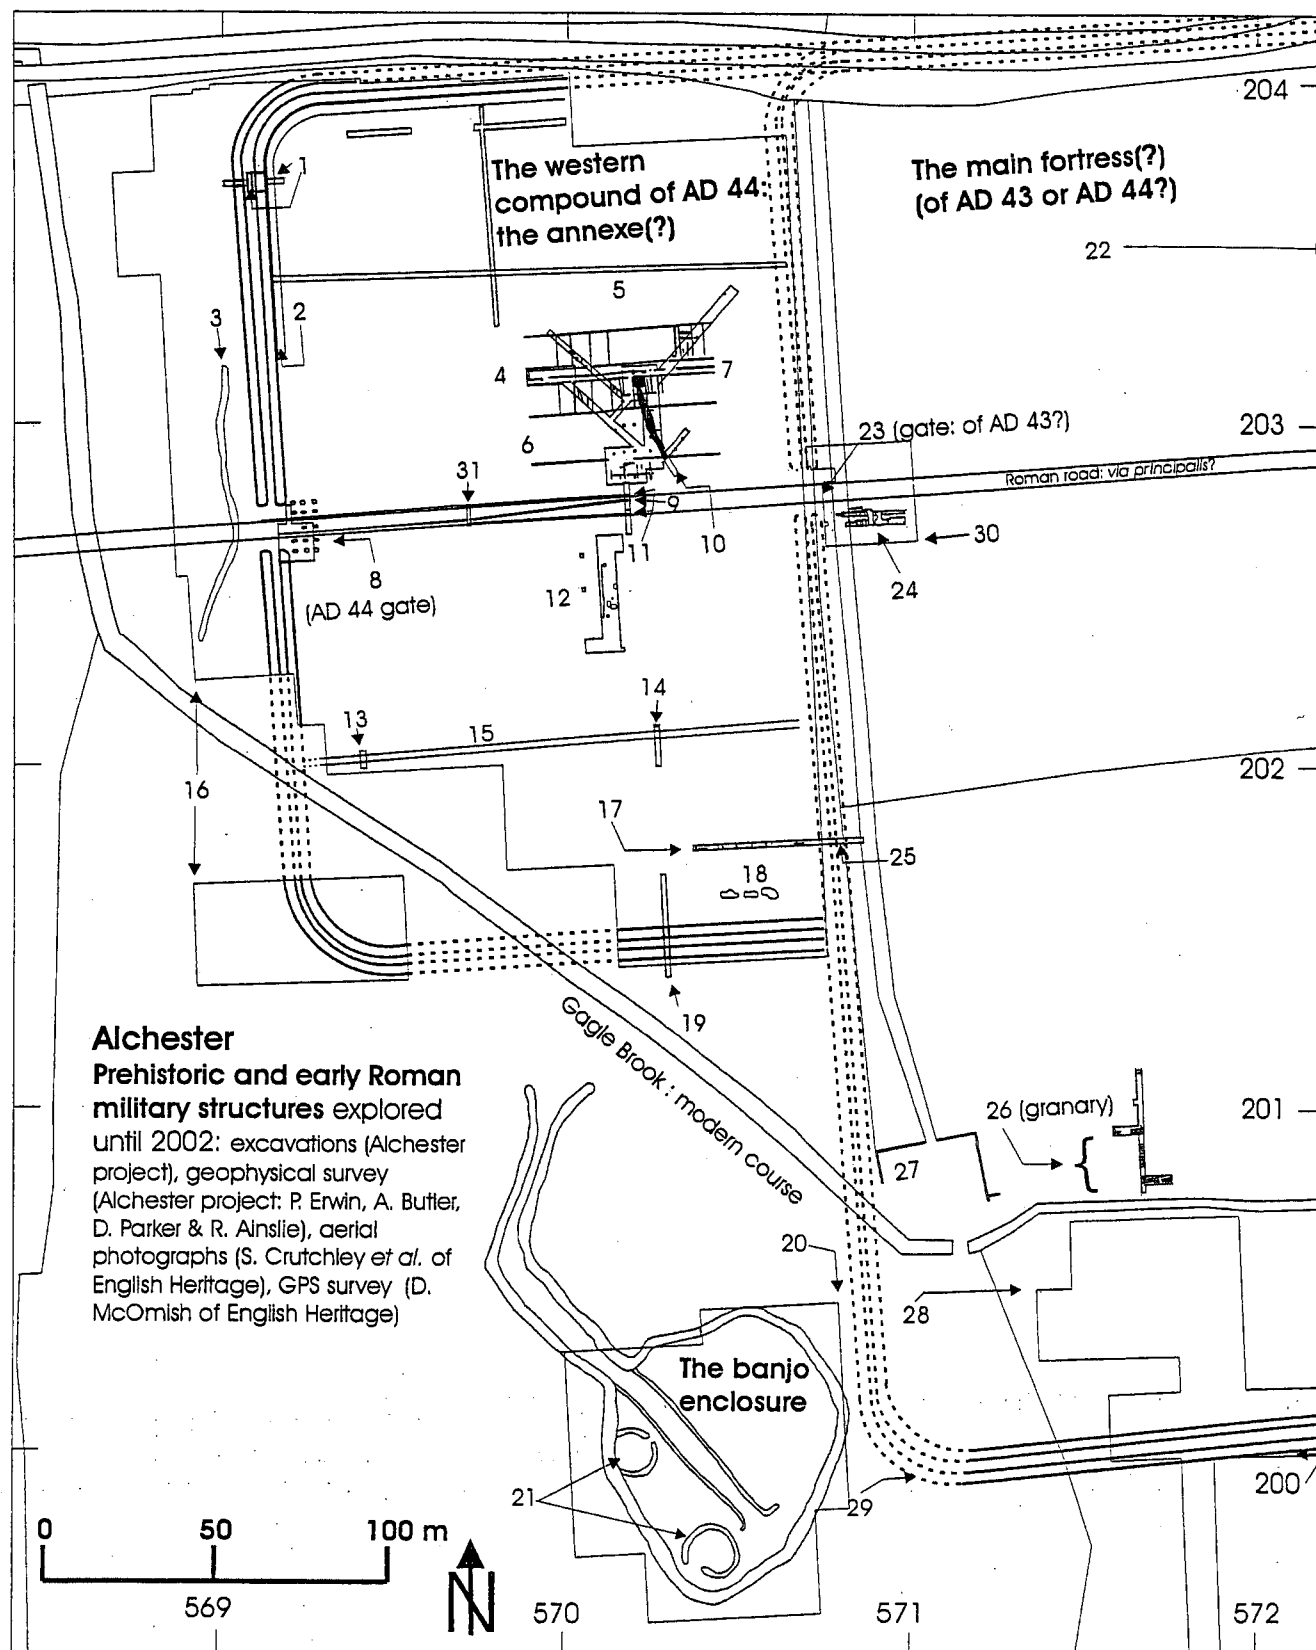 204
1
The western
compound of AD 44:
the annexe(?)
The main fortress(?)
(of AD 43 or AD 44?)
22
5
3
2
4
7
23 (gate: of AD 43?)
203
6
31
Roman road: via principalis?
9
10
11
30
8
(AD 44 gate)
12
24
14
13
15
202
16
17
18
25
19
Gagle Brook : modern course
Alchester
Prehistoric and early Roman
military structures explored
until 2002: excavations (Alchester
project), geophysical survey
(Alchester project: P. Erwin, A. Butler,
D. Parker & R. Ainslie), aerial
photographs (S. Crutchley et al. of
English Heritage), GPS survey (D.
McOmish of English Heritage)
26 (granary)
201
27
20
28
The banjo
enclosure
21
29
200
0 50 100 m
N
569
570
571
572